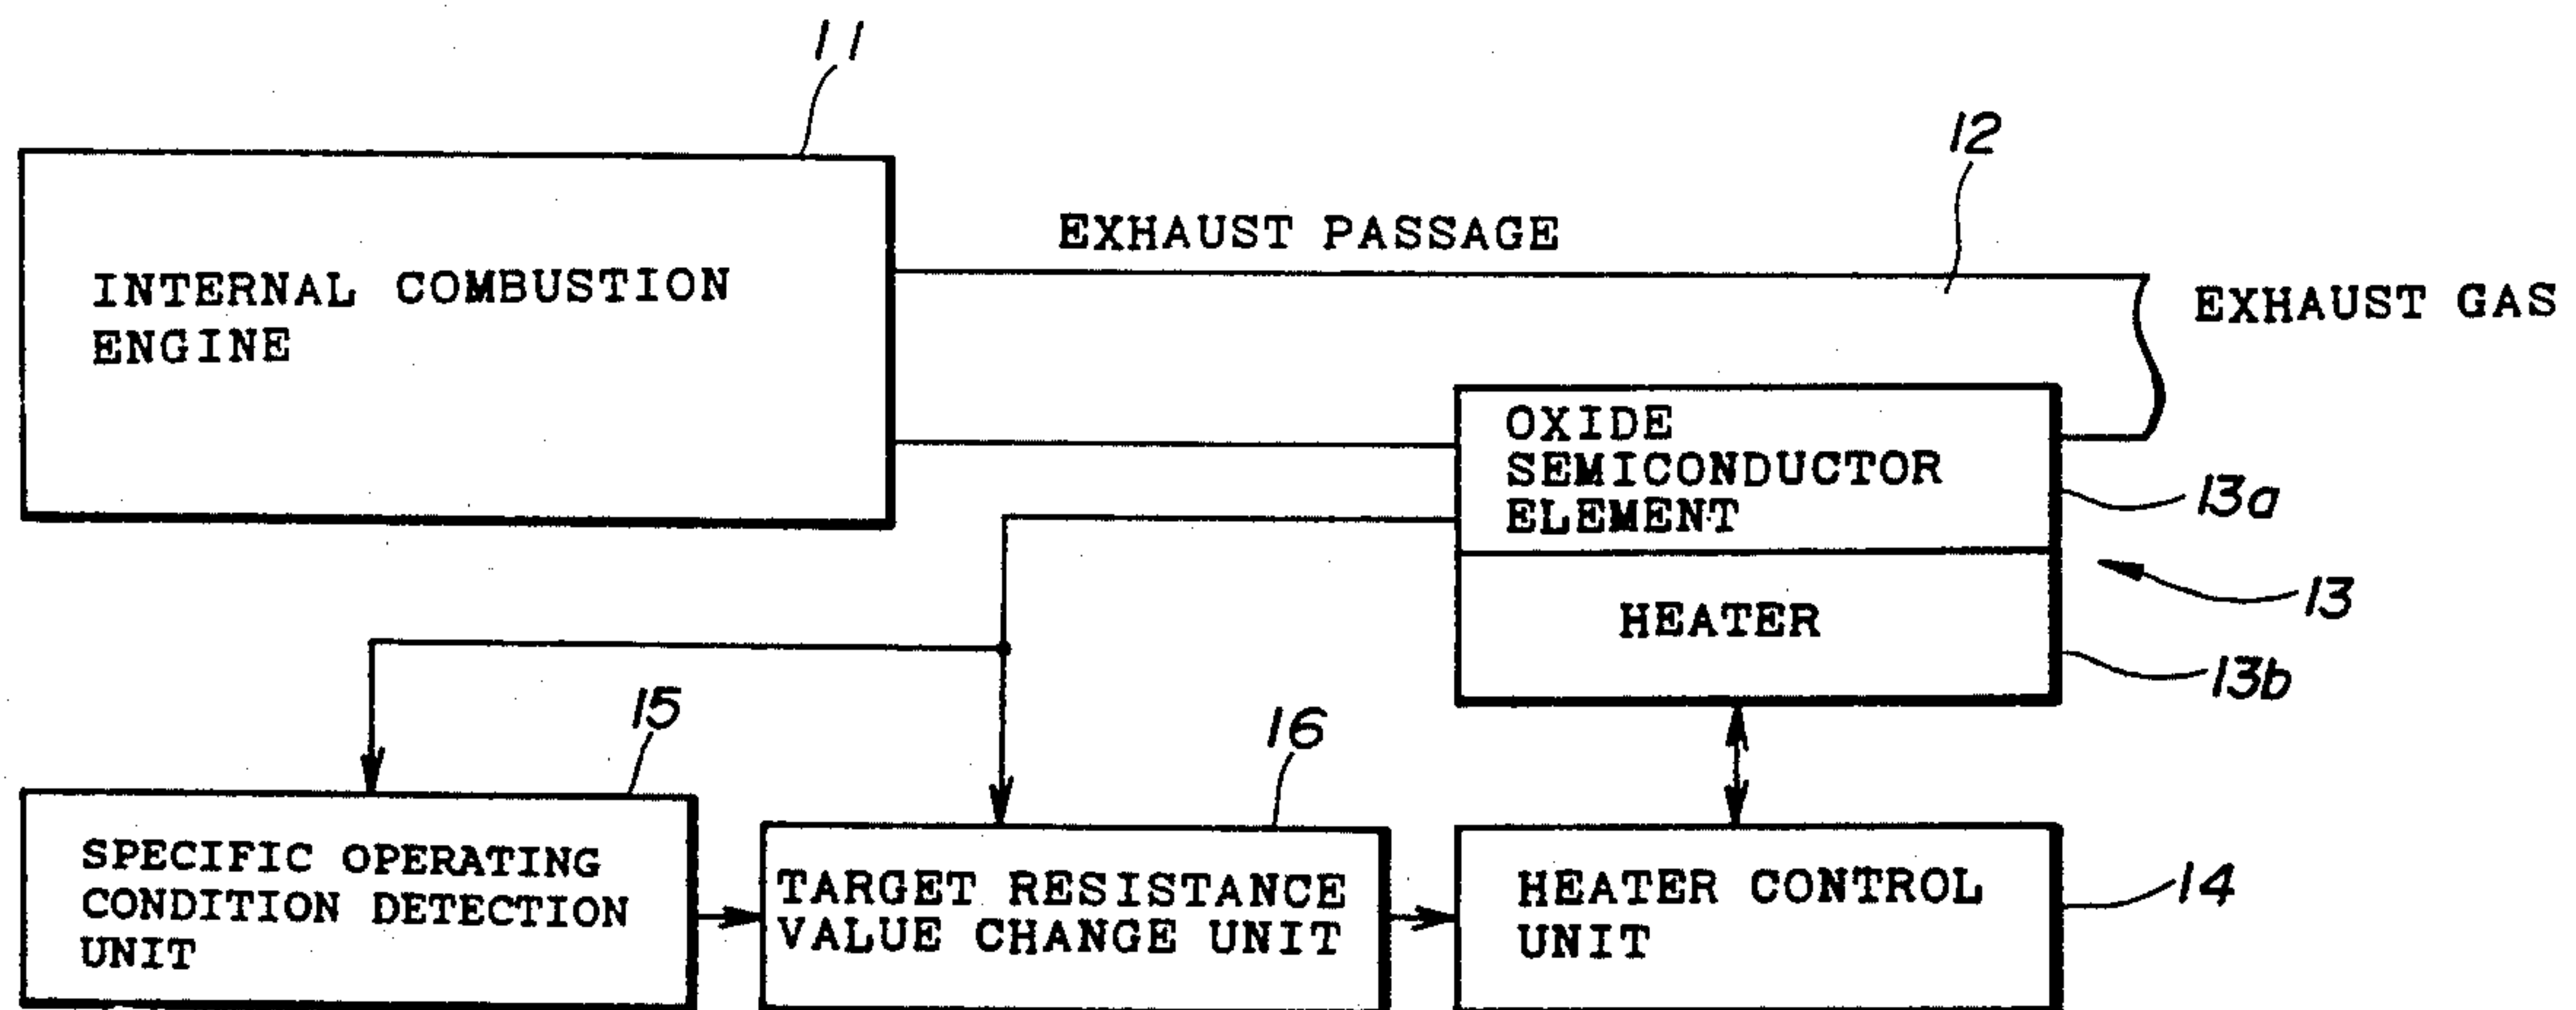 11
12
EXHAUST PASSAGE
INTERNAL COMBUSTION
ENGINE
EXHAUST GAS
OXIDE
SEMICONDUCTOR
ELEMENT
13a
13
HEATER
13b
15
16
SPECIFIC OPERATING
CONDITION DETECTION
UNIT
TARGET RESISTANCE
VALUE CHANGE UNIT
HEATER CONTROL
UNIT
14